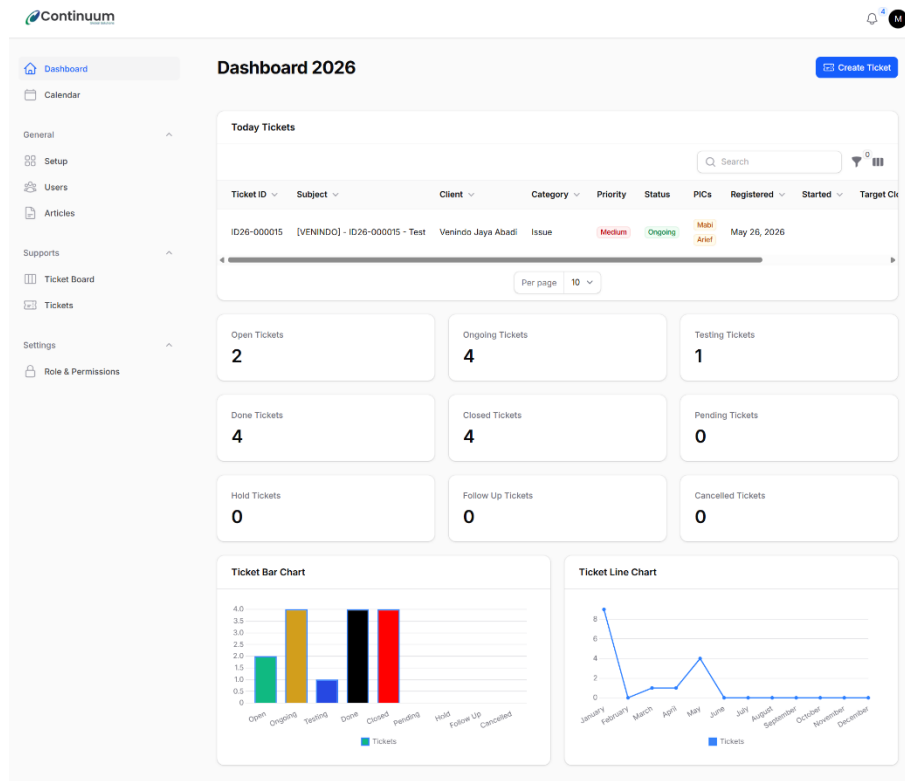 Continuum
4
M
Dashboard
Calendar
General
Setup
Users
Articles
Supports
Ticket Board
Tickets
Settings
Role & Permissions
Dashboard 2026
Create Ticket
Today Tickets
Search
0
Ticket ID Subject Client Category Priority Status PICs Registered Started Target Clo
ID26-000015 [VENINDO] - ID26-000015 - Test Venindo Jaya Abadi Issue Medium Ongoing Mabi Arief May 26, 2026
Per page 10
Open Tickets
2
Ongoing Tickets
4
Testing Tickets
1
Done Tickets
4
Closed Tickets
4
Pending Tickets
0
Hold Tickets
0
Follow Up Tickets
0
Cancelled Tickets
0
Ticket Bar Chart
4.0
3.5
3.0
2.5
2.0
1.5
1.0
0.5
0
Open Ongoing Testing Done Closed Pending Hold Follow Up Cancelled
Tickets
Ticket Line Chart
8
6
4
2
0
January February March April May June July August September October November December
Tickets